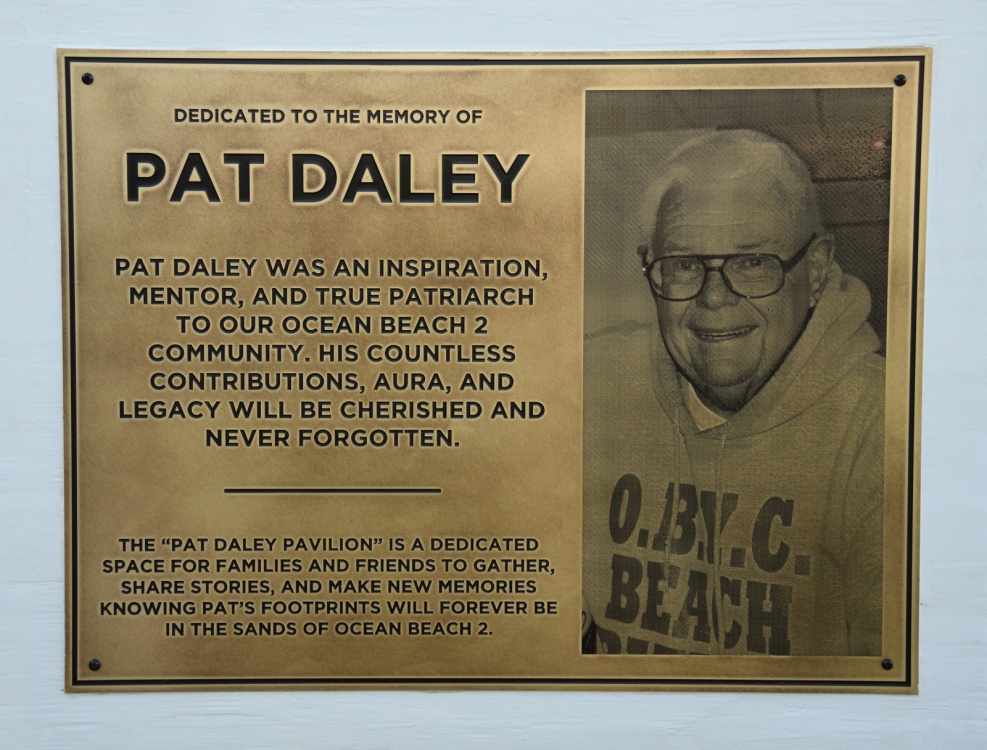 DEDICATED TO THE MEMORY OF
PAT DALEY
PAT DALEY WAS AN INSPIRATION,
MENTOR, AND TRUE PATRIARCH
TO OUR OCEAN BEACH 2
COMMUNITY. HIS COUNTLESS
CONTRIBUTIONS, AURA, AND
LEGACY WILL BE CHERISHED AND
NEVER FORGOTTEN.
THE “PAT DALEY PAVILION” IS A DEDICATED
SPACE FOR FAMILIES AND FRIENDS TO GATHER,
SHARE STORIES, AND MAKE NEW MEMORIES
KNOWING PAT’S FOOTPRINTS WILL FOREVER BE
IN THE SANDS OF OCEAN BEACH 2.
O.B.Y.C.
BEACH